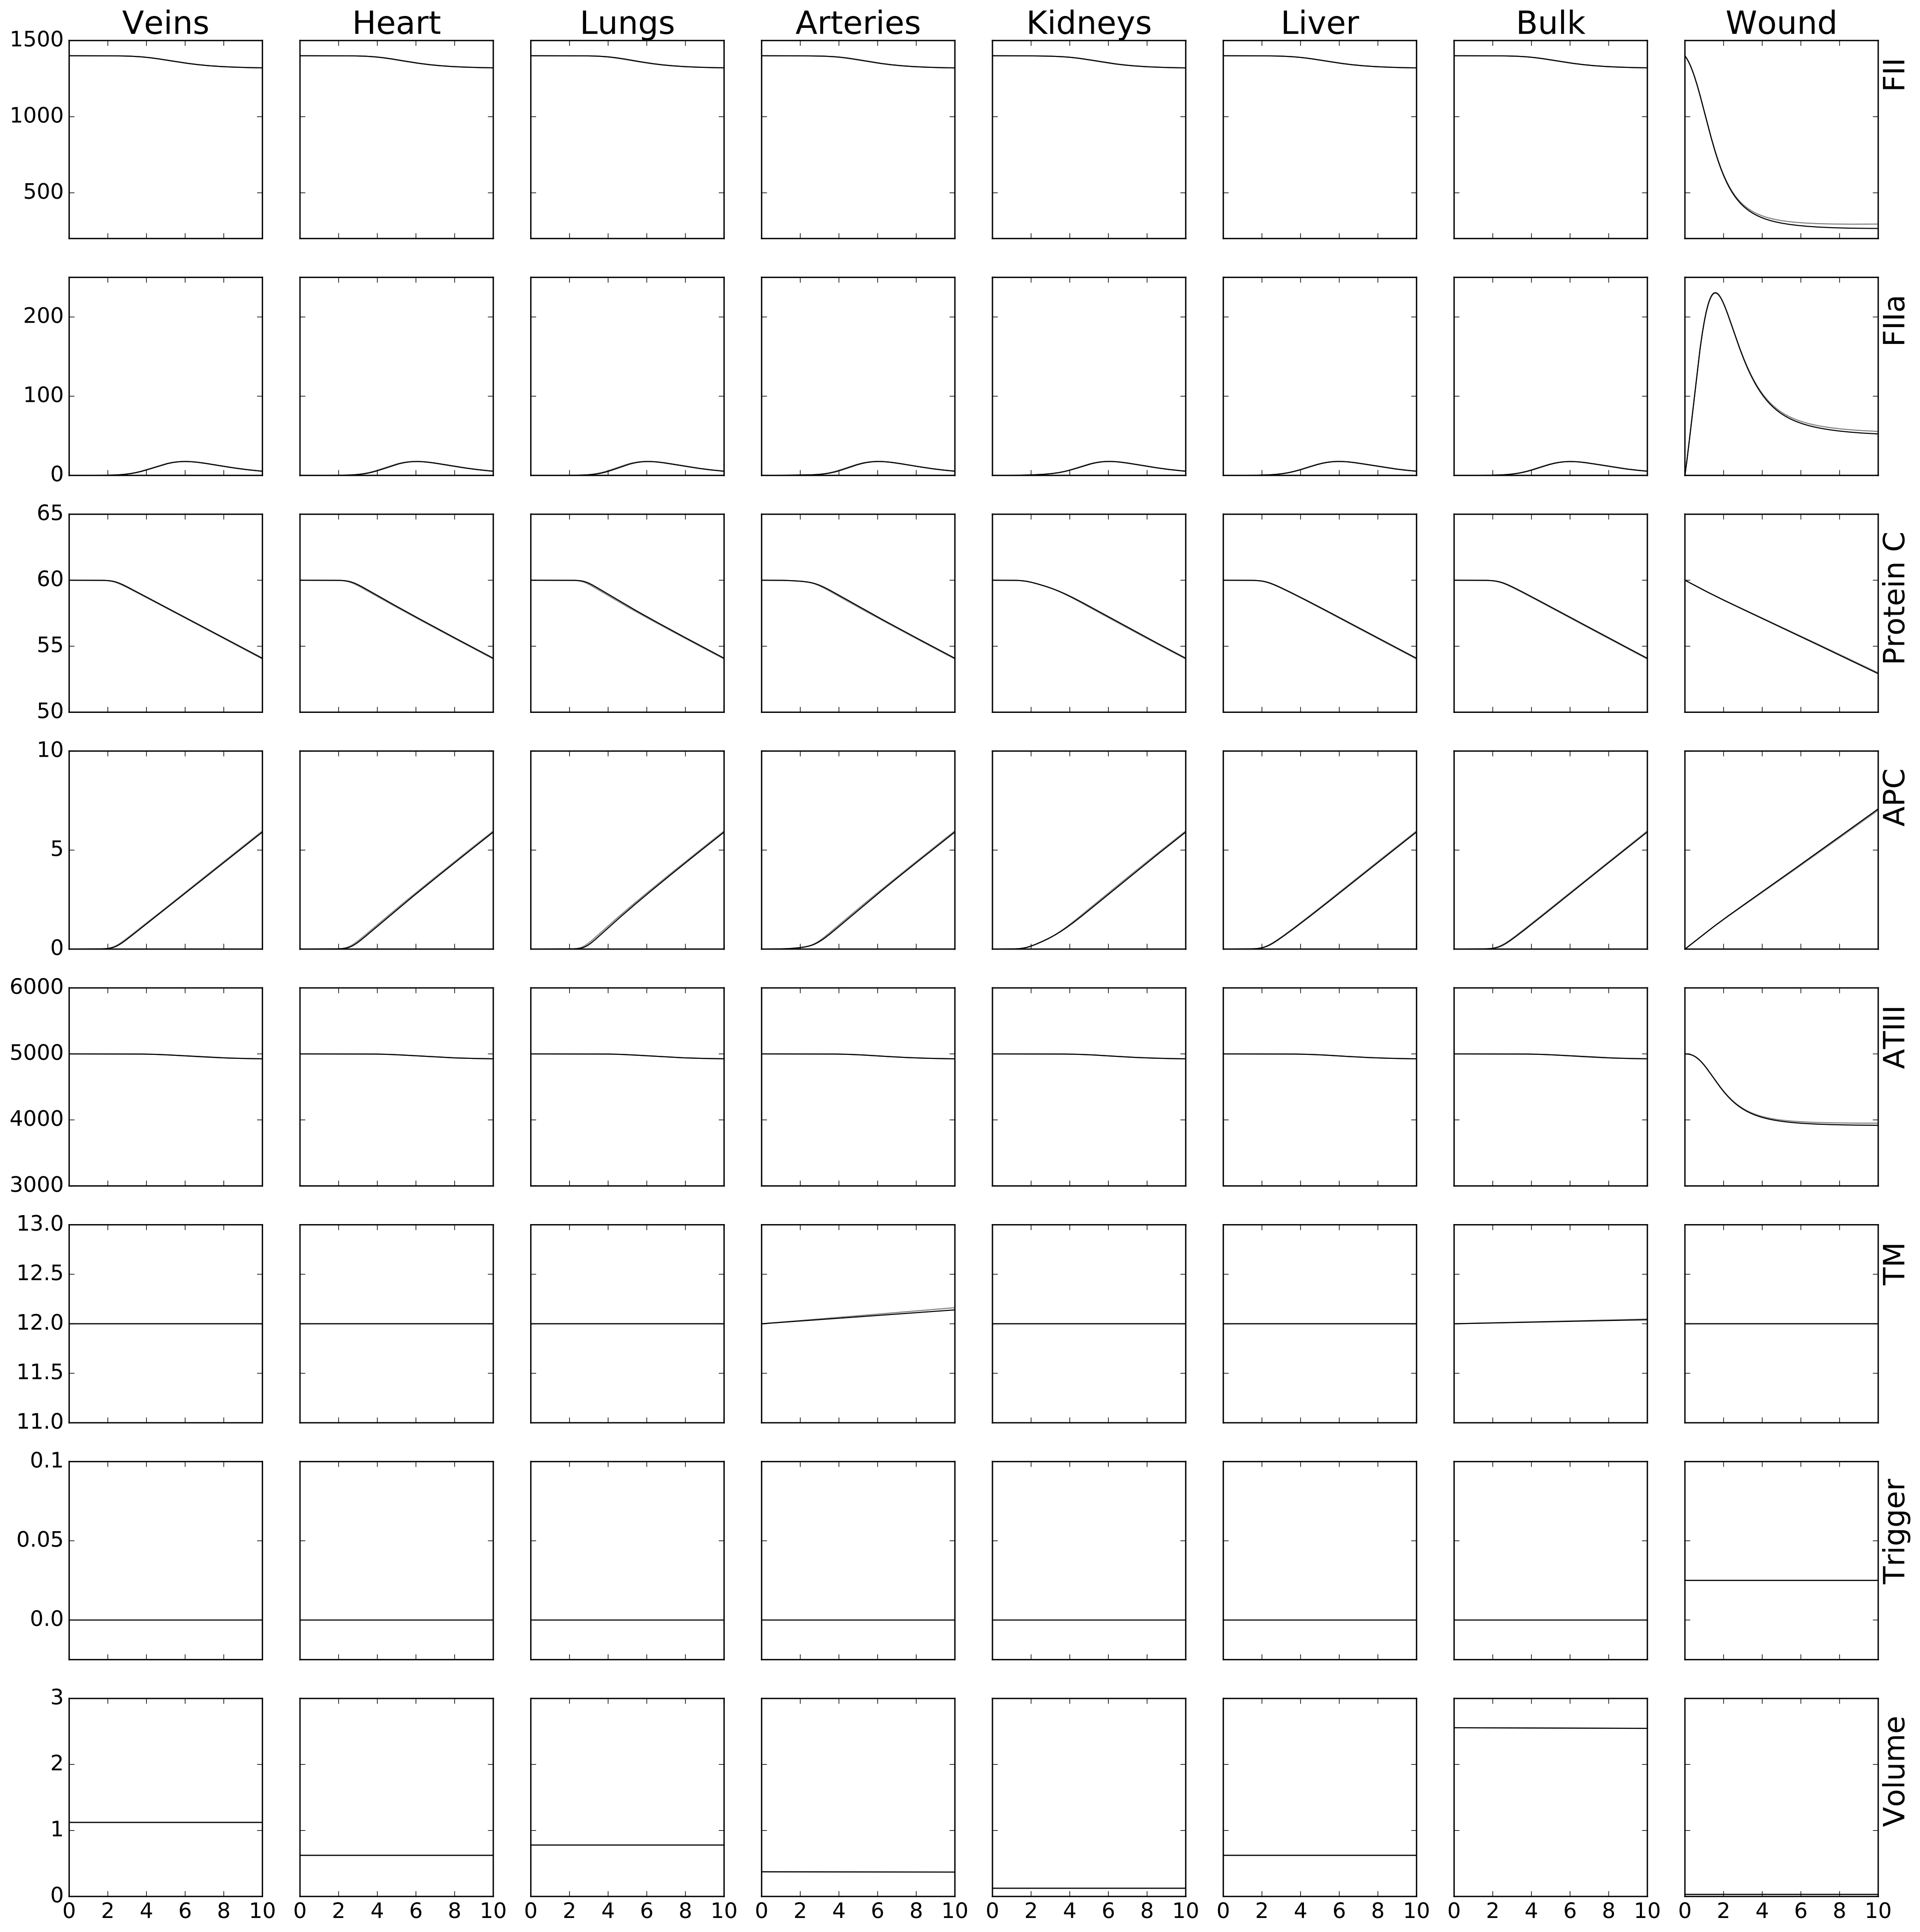 Veins Heart Lungs Arteries Kidneys Liver Bulk Wound
1500
1000
500
FII
200
100
0
FIIa
65
60
55
50
Protein C
10
5
0
APC
6000
5000
4000
3000
ATIII
13.0
12.5
12.0
11.5
11.0
TM
0.1
0.05
0.0
Trigger
3
2
1
0
Volume
0 2 4 6 8 10 0 2 4 6 8 10 0 2 4 6 8 10 0 2 4 6 8 10 0 2 4 6 8 10 0 2 4 6 8 10 0 2 4 6 8 10 0 2 4 6 8 10